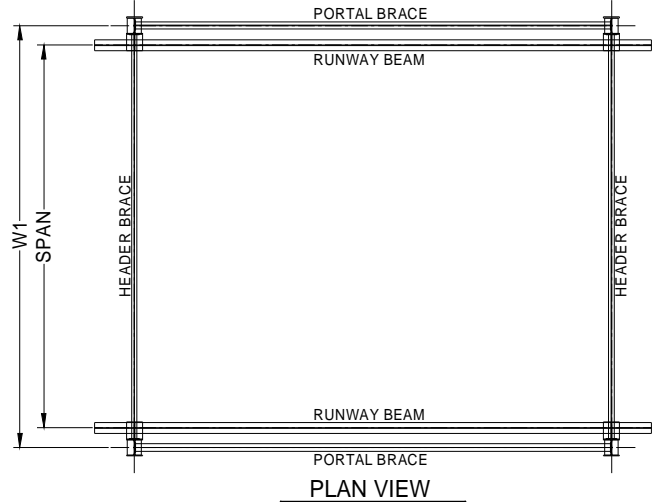 PORTAL BRACE
RUNWAY BEAM
W1
SPAN
HEADER BRACE
HEADER BRACE
RUNWAY BEAM
PORTAL BRACE
PLAN VIEW